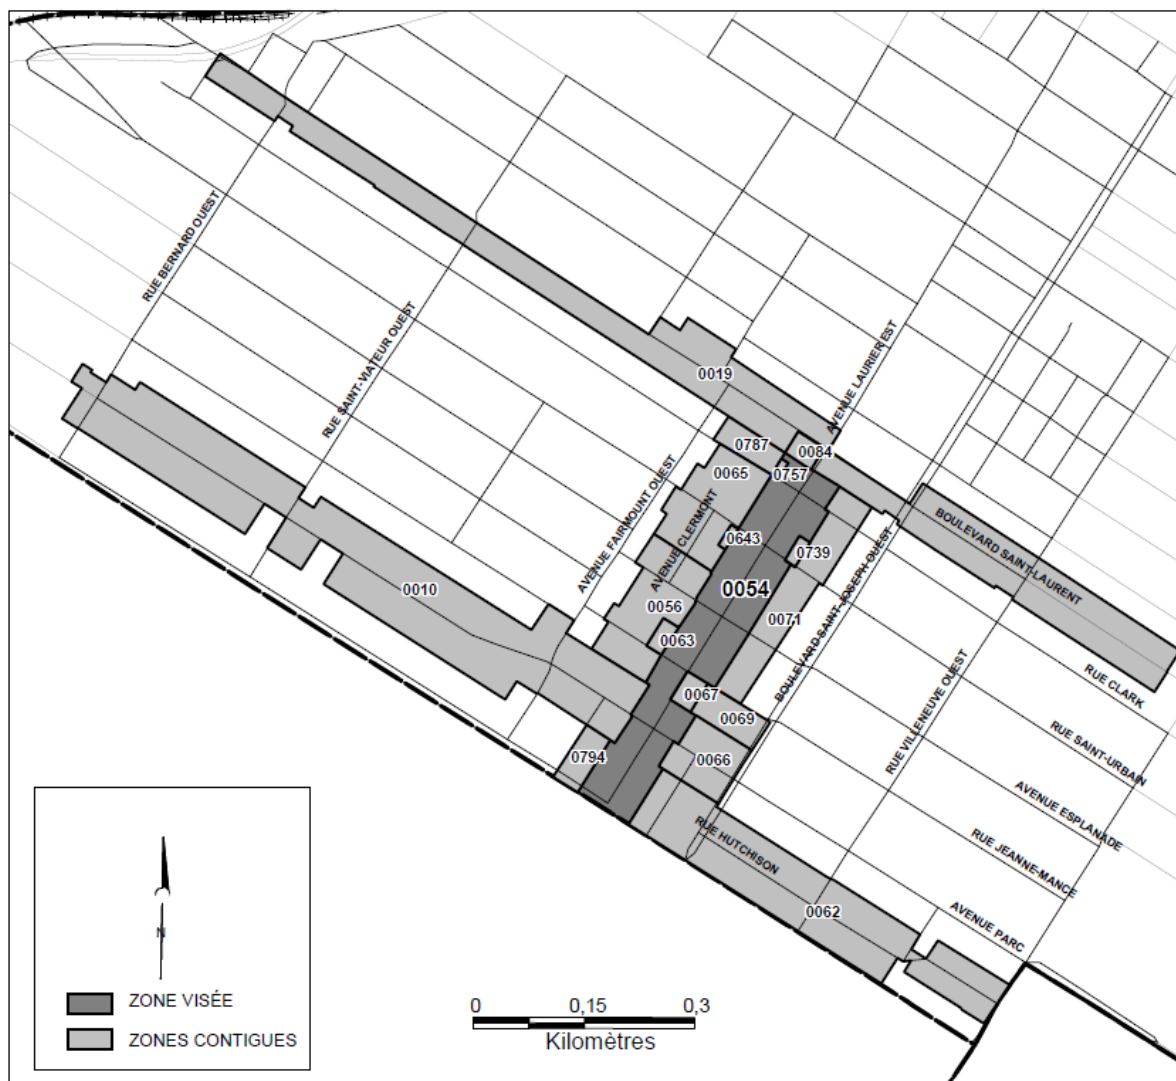 RUE BERNARD OUEST
RUE SAINT-VIATEUR OUEST
AVENUE FAIRMOUNT OUEST
AVENUE CLERMONT
AVENUE LAURIER EST
BOULEVARD SAINT-JOSEPH OUEST
RUE VILLENEUVE OUEST
BOULEVARD SAINT-LAURENT
RUE CLARK
RUE SAINT-URBAIN
AVENUE ESPLANADE
RUE JEANNE-MANCE
AVENUE PARC
RUE HUTCHISON
0019
0787
0084
0065
0757
0643
0739
0054
0010
0056
0071
0063
0067
0069
0794
0066
0062
N
ZONE VISÉE
ZONES CONTIGUES
0 0,15 0,3
Kilomètres